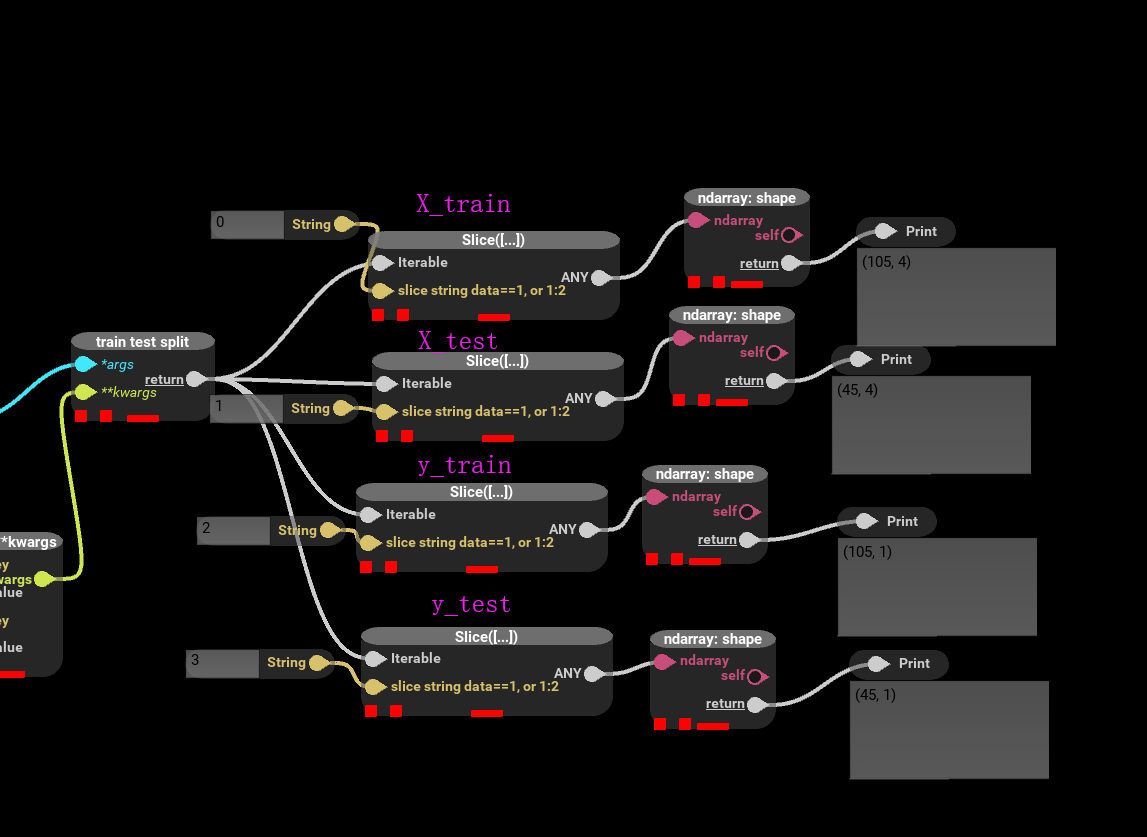 X_train
ndarray: shape
ndarray
self
return
Print
(105, 4)
0
String
Slice([...])
Iterable
ANY
slice string data==1, or 1:2
X_test
ndarray: shape
ndarray
self
return
Print
(45, 4)
train test split
*args
return
**kwargs
Slice([...])
Iterable
ANY
slice string data==1, or 1:2
1
String
y_train
ndarray: shape
ndarray
self
return
Print
(105, 1)
Slice([...])
Iterable
ANY
slice string data==1, or 1:2
2
String
**kwargs
ey
wargs
alue
ey
alue
y_test
ndarray: shape
ndarray
self
return
Print
(45, 1)
Slice([...])
Iterable
ANY
slice string data==1, or 1:2
3
String